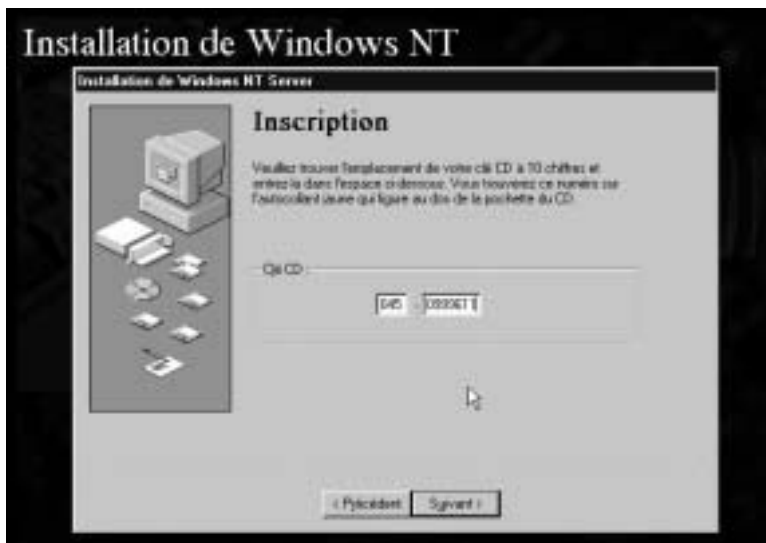 Installation de Windows NT
Installation de Windows NT Server
Inscription
Veuillez trouver l'emplacement de votre clé CD à 10 chiffres et
entrez-la dans l'espace ci-dessous. Vous trouverez ce numéro sur
l'autocollant jaune qui figure au dos de la pochette du CD.
Clé CD :
< Précédent
Suivant >